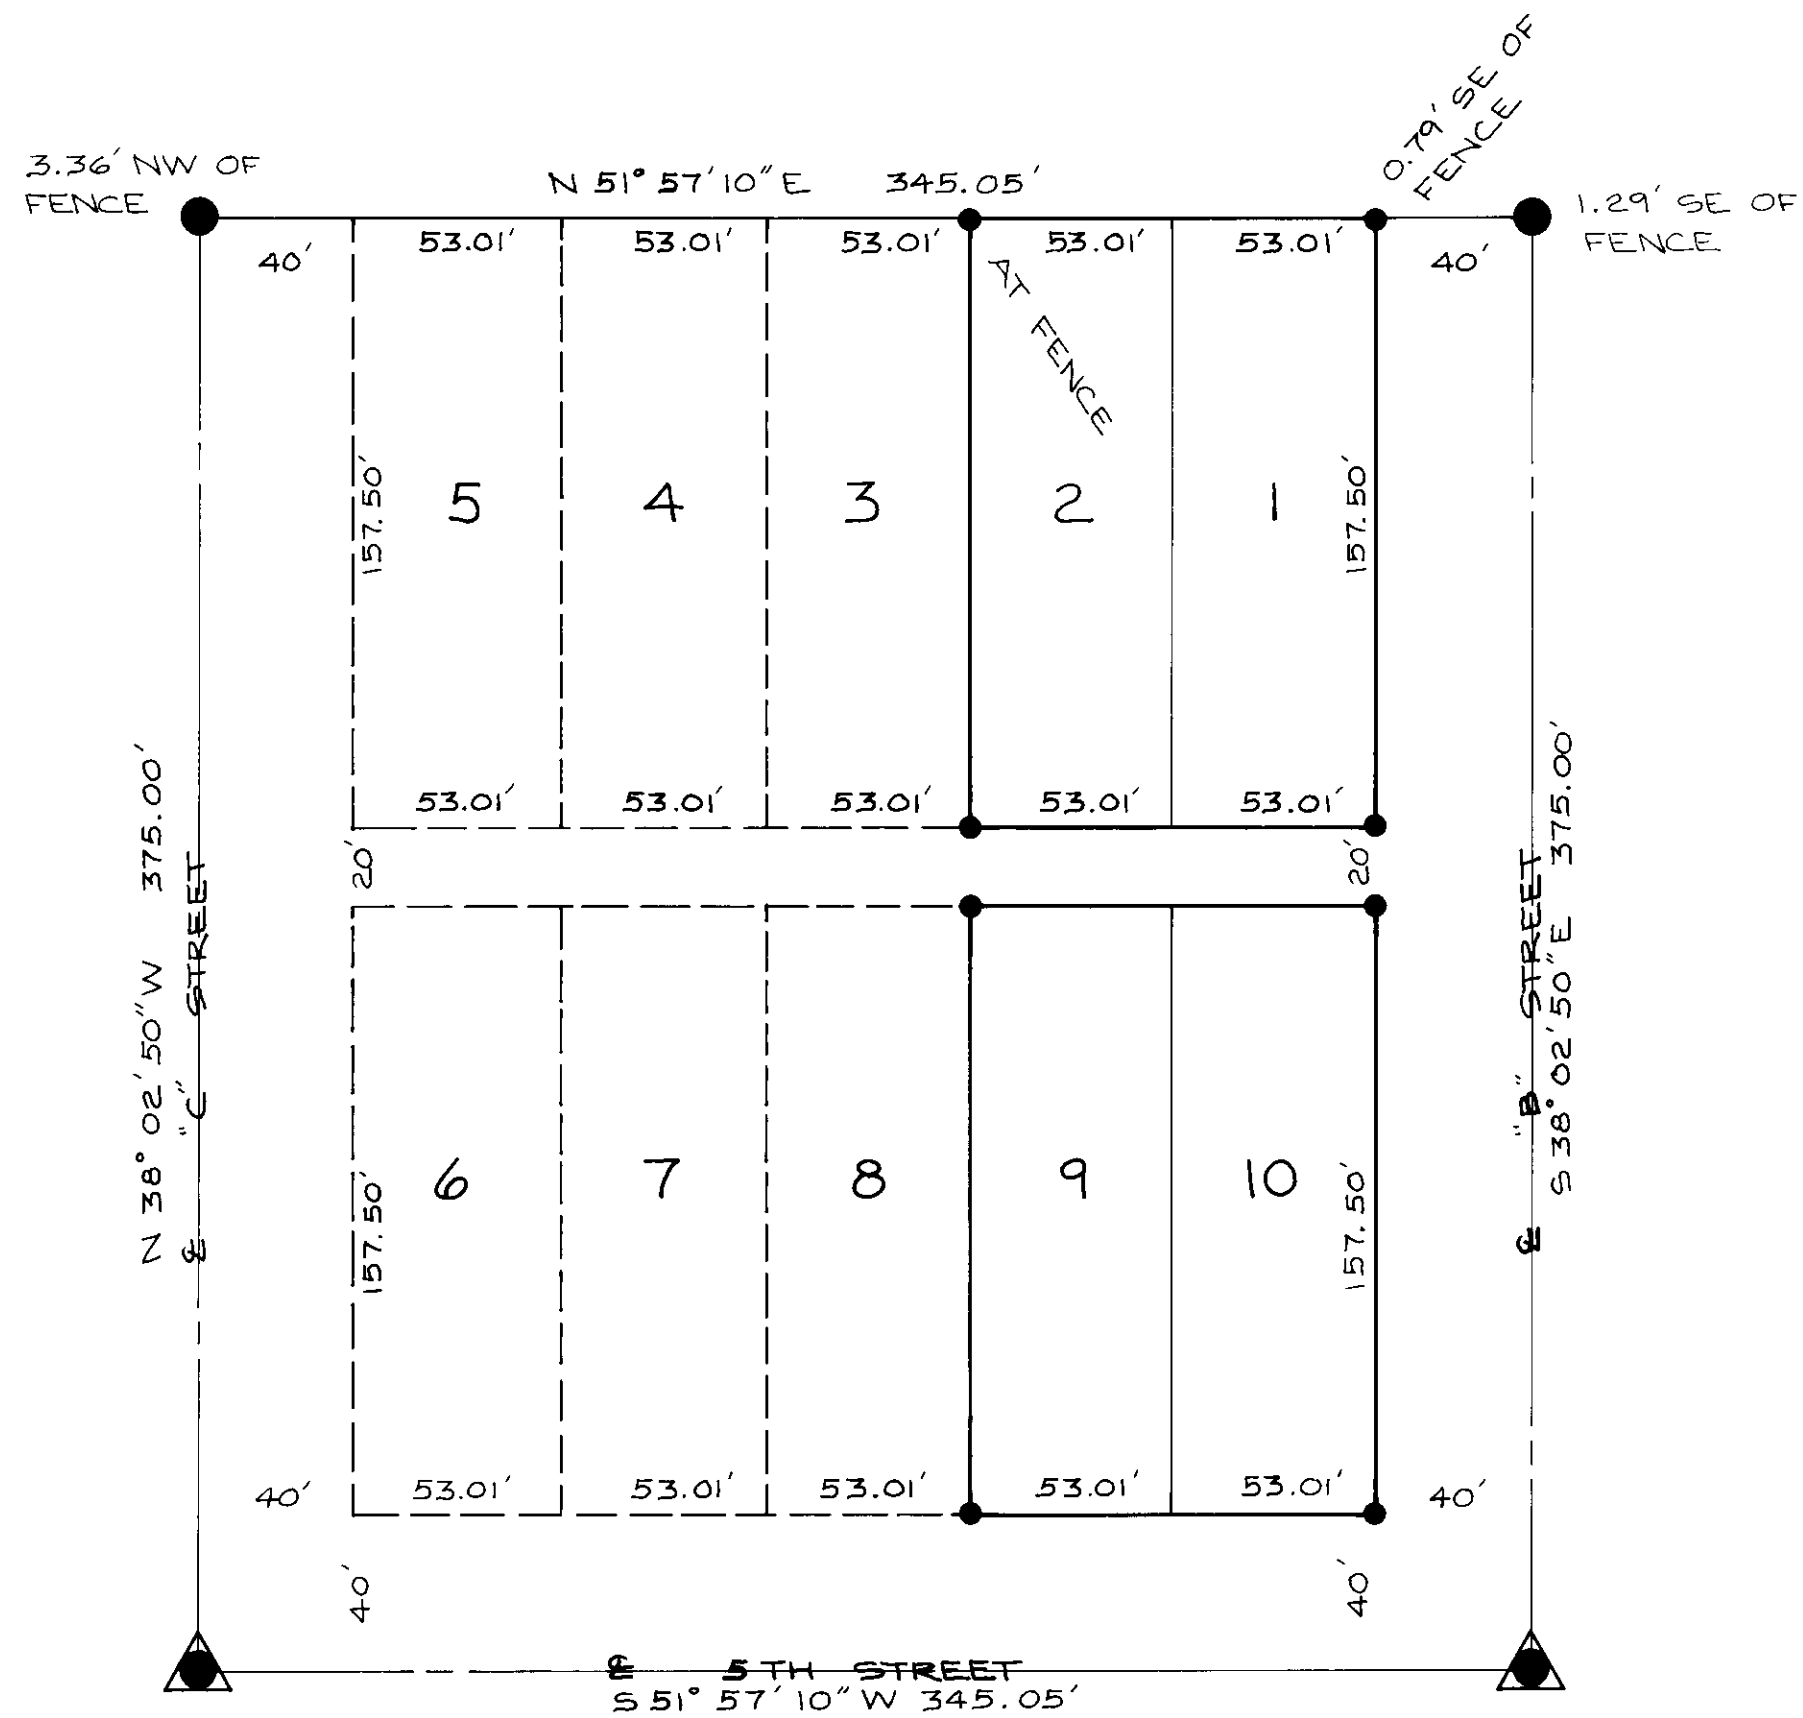 0.79' SE OF
FENCE
3.36' NW OF
FENCE
N 51° 57' 10" E 345.05'
1.29' SE OF
FENCE
40' 53.01' 53.01' 53.01' 53.01' 53.01' 40'
AT FENCE
5 4 3 2 1
157.50' 157.50'
53.01' 53.01' 53.01' 53.01' 53.01'
20' 20'
N 38° 02' 50" W 375.00'
℄ "C" STREET
℄ "B" STREET
S 38° 02' 50" E 375.00'
6 7 8 9 10
157.50' 157.50'
40' 53.01' 53.01' 53.01' 53.01' 53.01' 40'
40' 40'
℄ 5TH STREET
S 51° 57' 10" W 345.05'